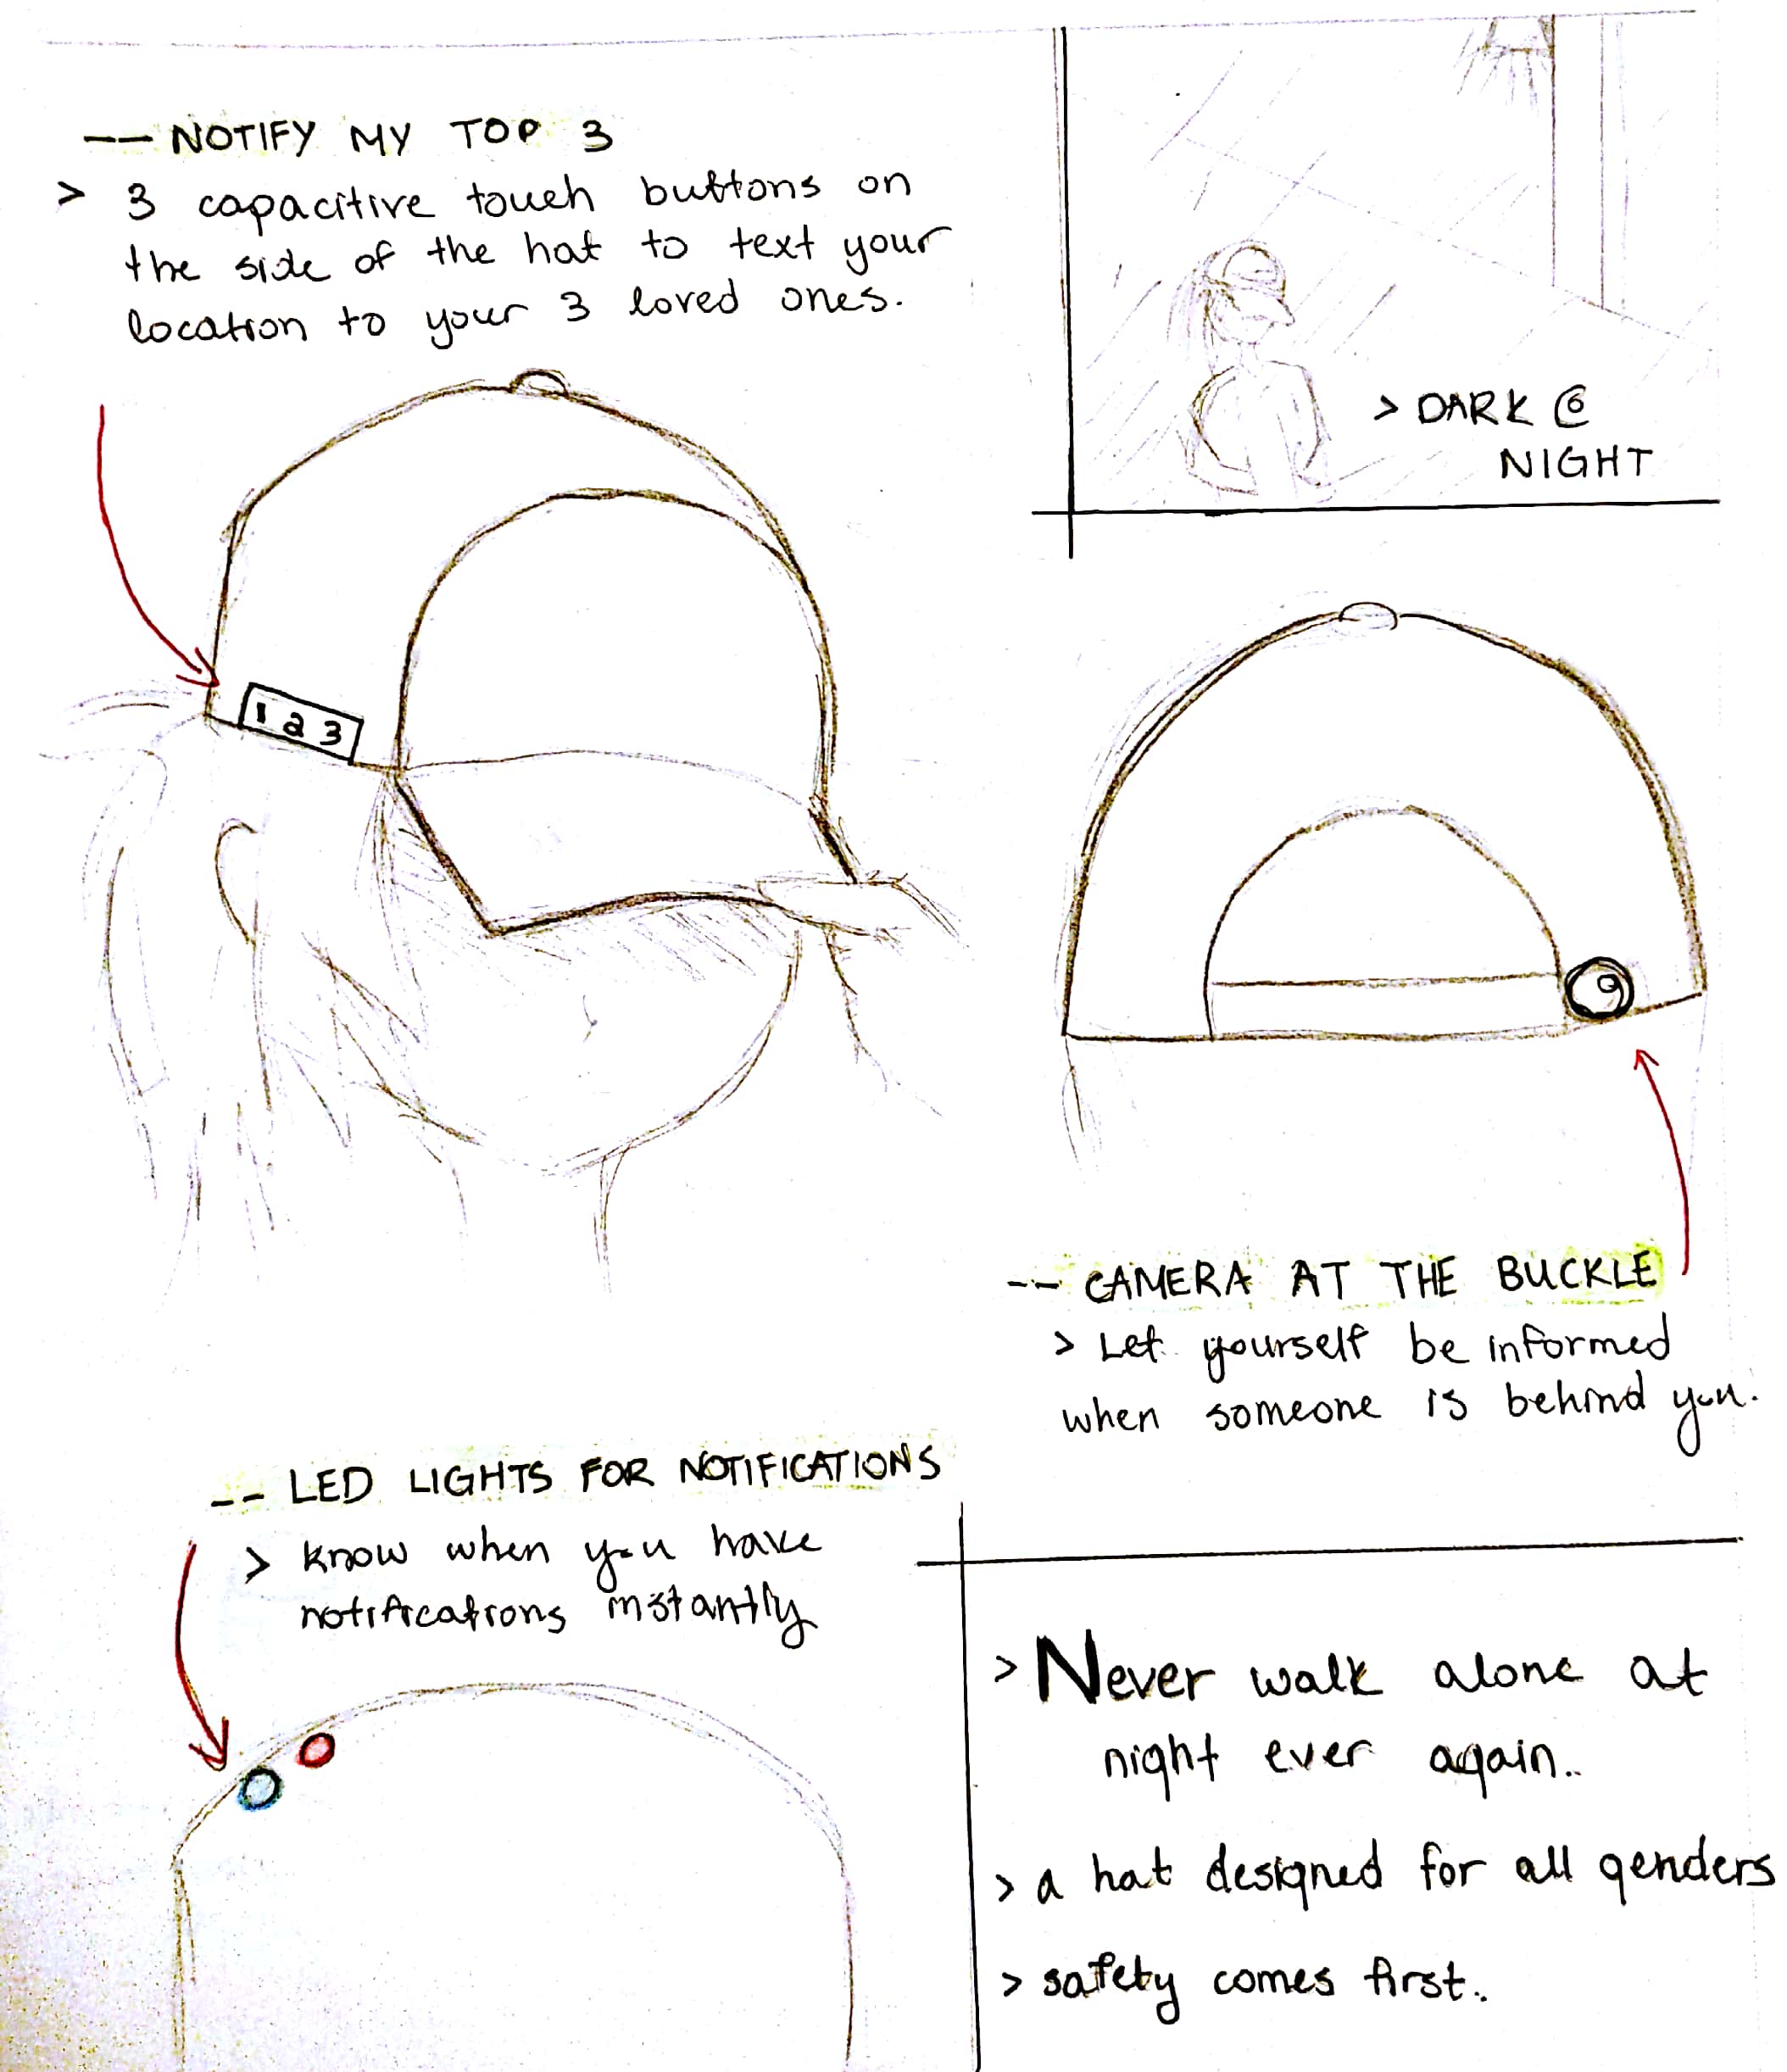 -- NOTIFY MY TOP 3
> 3 capacitive touch buttons on
the side of the hat to text your
location to your 3 loved ones.
> DARK @
NIGHT
1 2 3
-- CAMERA AT THE BUCKLE
> Let yourself be informed
when someone is behind you.
-- LED LIGHTS FOR NOTIFICATIONS
> know when you have
notifications instantly
> Never walk alone at
night ever again..
> a hat designed for all genders
> safety comes first..